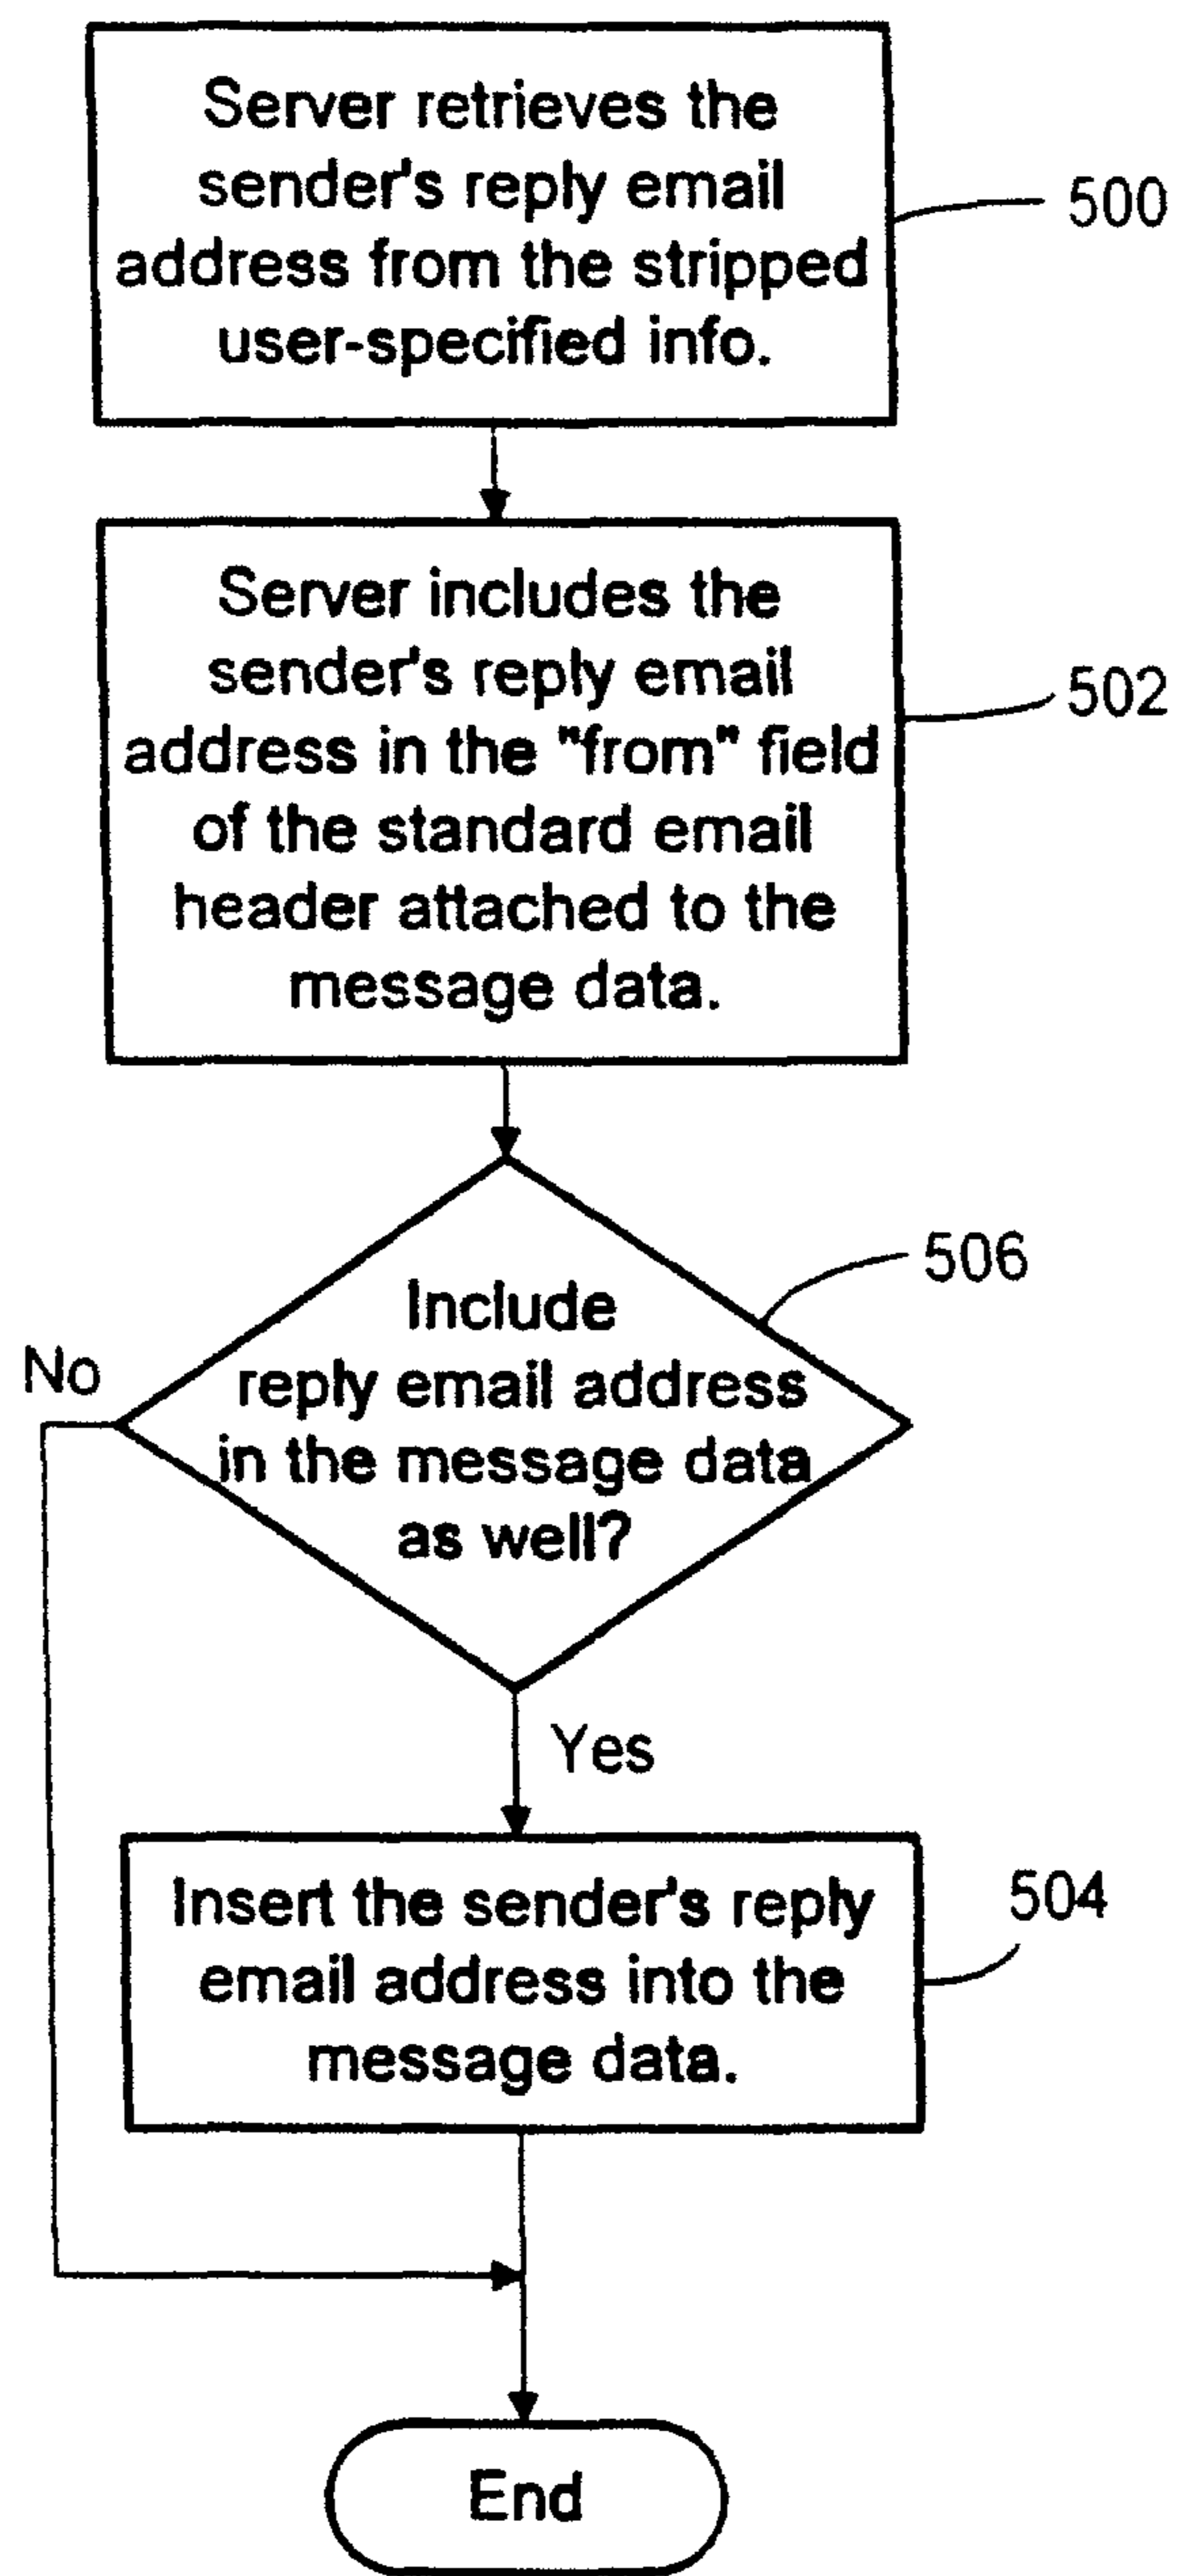 Server retrieves the
sender's reply email
address from the stripped
user-specified info.
500
Server includes the
sender's reply email
address in the "from" field
of the standard email
header attached to the
message data.
502
506
Include
reply email address
in the message data
as well?
No
Yes
Insert the sender's reply
email address into the
message data.
504
End